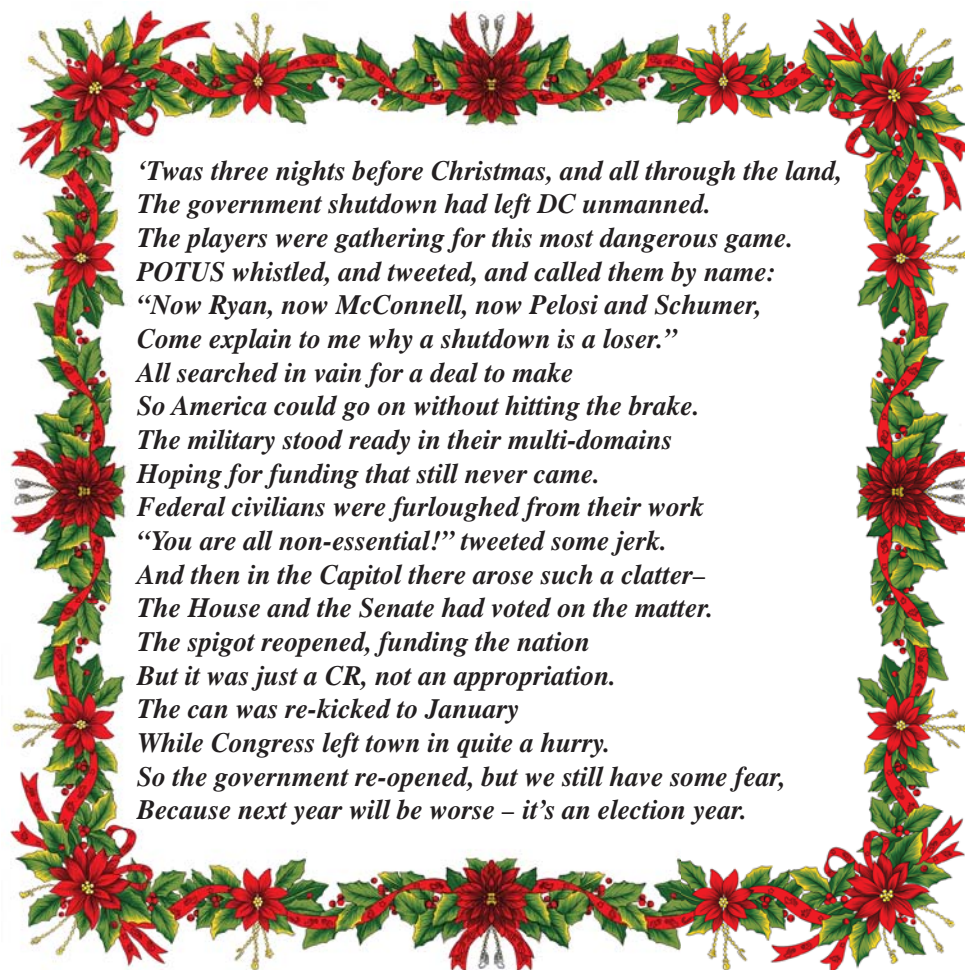 ‘Twas three nights before Christmas, and all through the land,
The government shutdown had left DC unmanned.
The players were gathering for this most dangerous game.
POTUS whistled, and tweeted, and called them by name:
“Now Ryan, now McConnell, now Pelosi and Schumer,
Come explain to me why a shutdown is a loser.”
All searched in vain for a deal to make
So America could go on without hitting the brake.
The military stood ready in their multi-domains
Hoping for funding that still never came.
Federal civilians were furloughed from their work
“You are all non-essential!” tweeted some jerk.
And then in the Capitol there arose such a clatter–
The House and the Senate had voted on the matter.
The spigot reopened, funding the nation
But it was just a CR, not an appropriation.
The can was re-kicked to January
While Congress left town in quite a hurry.
So the government re-opened, but we still have some fear,
Because next year will be worse – it’s an election year.